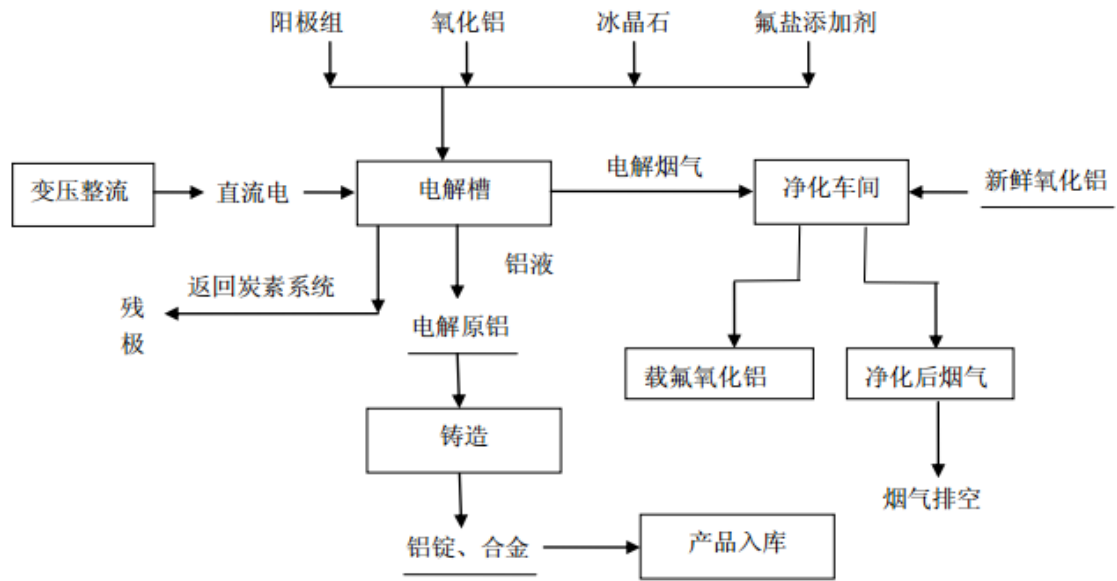 阳极组
氧化铝
冰晶石
氟盐添加剂
变压整流
直流电
电解槽
电解烟气
净化车间
新鲜氧化铝
铝液
返回炭素系统
残
极
电解原铝
载氟氧化铝
净化后烟气
铸造
烟气排空
铝锭、合金
产品入库